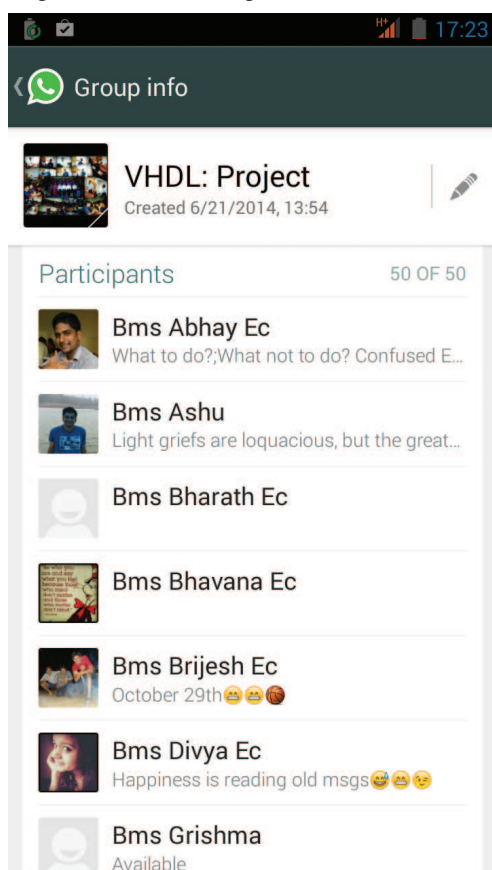 H+ 17:23
Group info
VHDL: Project
Created 6/21/2014, 13:54
Participants 50 OF 50
Bms Abhay Ec
What to do?;What not to do? Confused E...
Bms Ashu
Light griefs are loquacious, but the great...
Bms Bharath Ec
Bms Bhavana Ec
Bms Brijesh Ec
October 29th😁😁🏀
Bms Divya Ec
Happiness is reading old msgs😅😁😉
Bms Grishma
Available